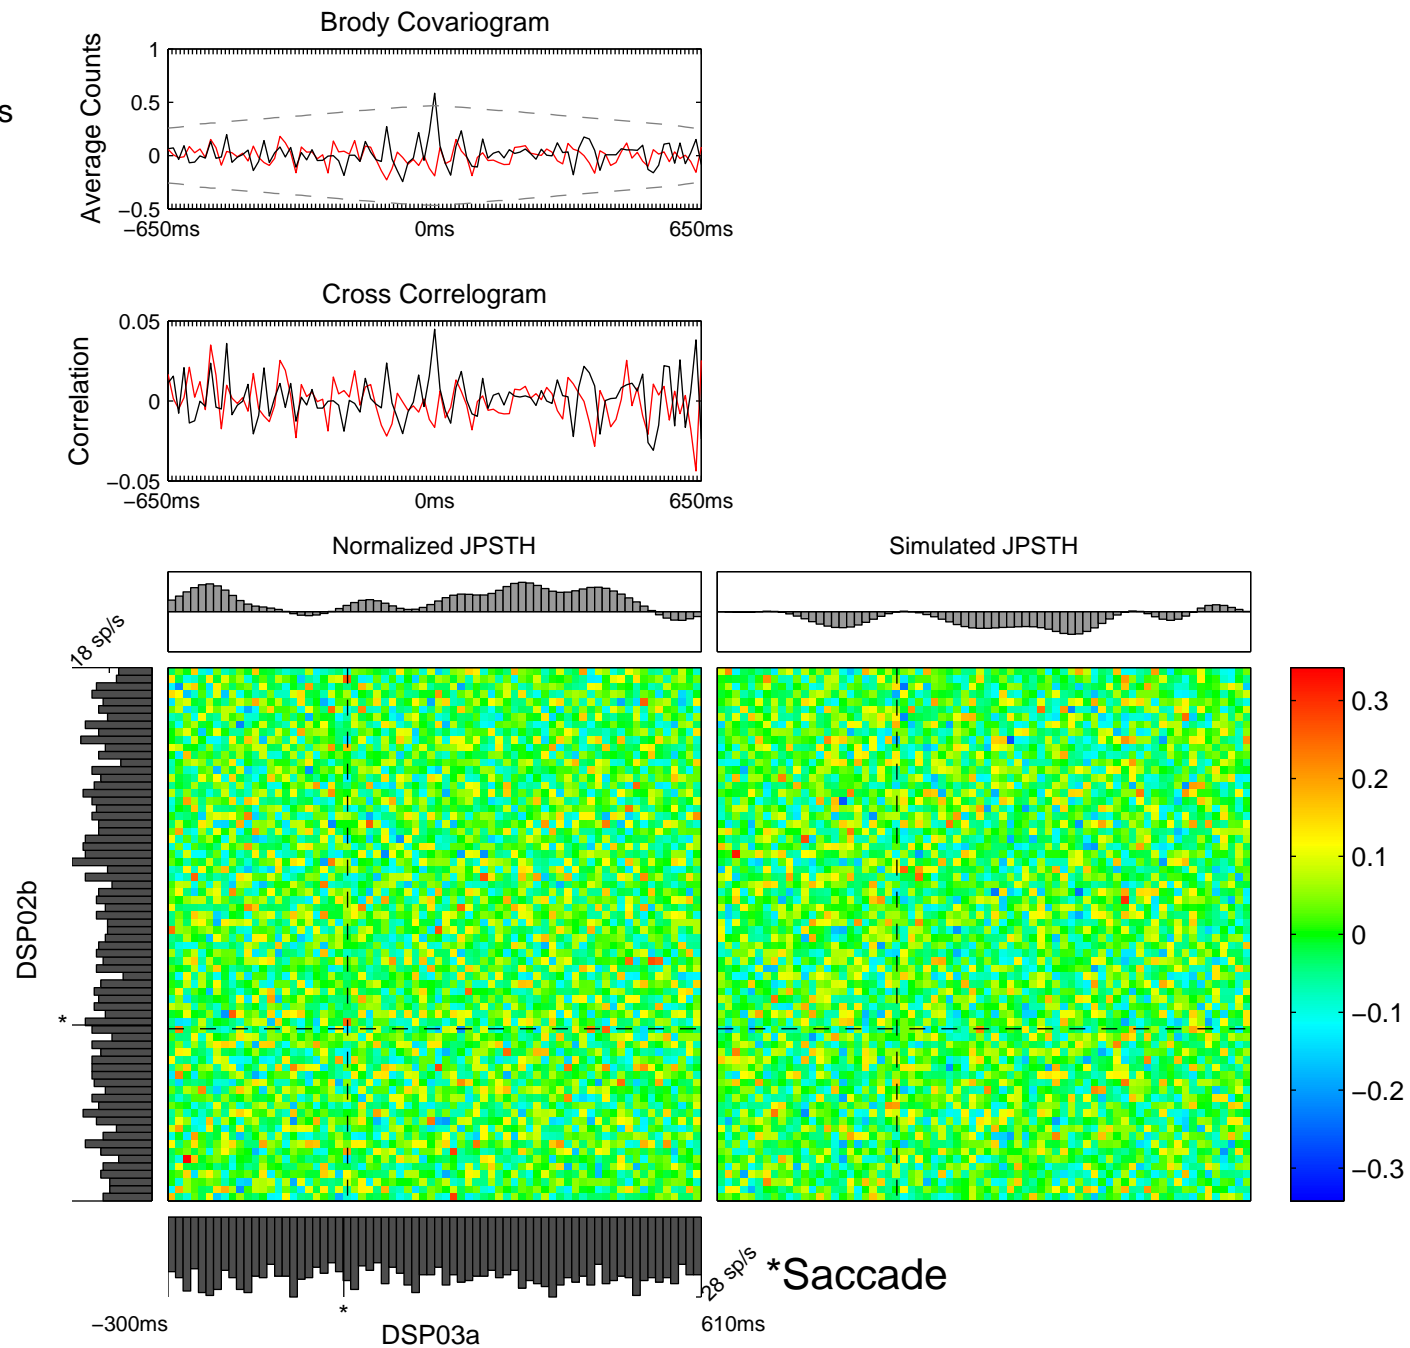 Brody Covariogram
s
Average Counts
1
0.5
0
−0.5
−650ms
0ms
650ms
Cross Correlogram
Correlation
0.05
0
−0.05
−650ms
0ms
650ms
Normalized JPSTH
Simulated JPSTH
18 sp/s
DSP02b
*
0.3
0.2
0.1
0
−0.1
−0.2
−0.3
28 sp/s
*Saccade
*
−300ms
DSP03a
610ms